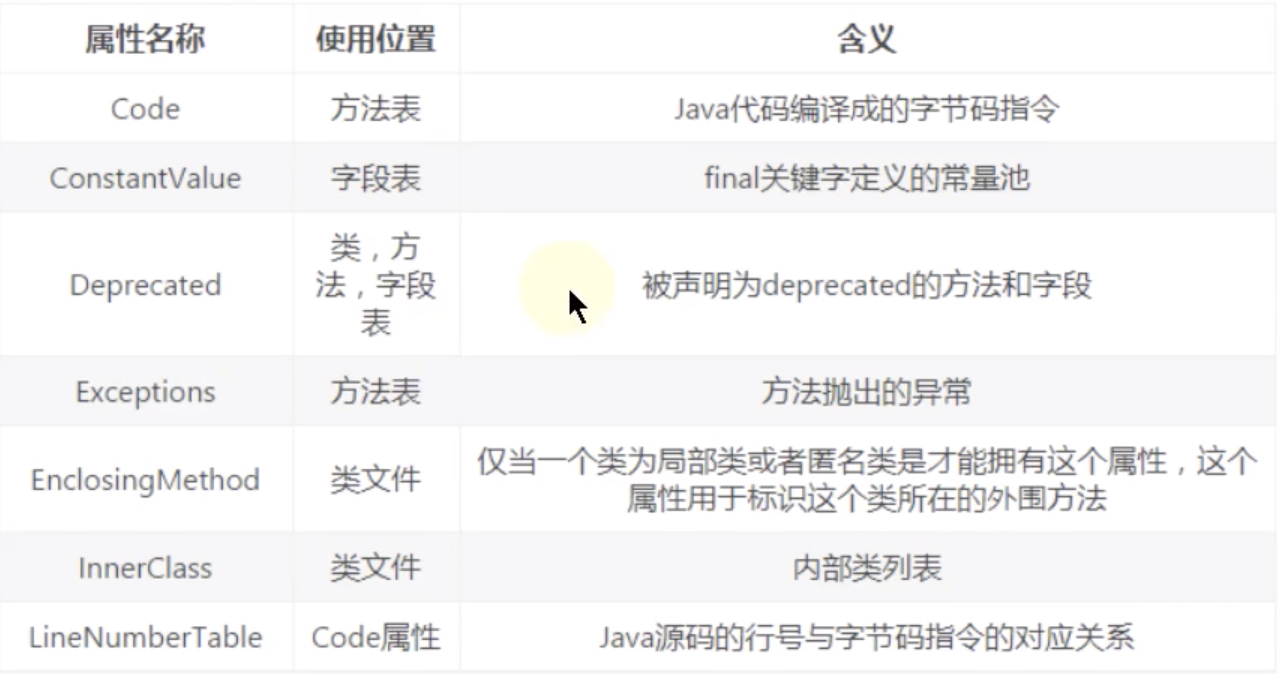 属性名称 使用位置 含义
Code 方法表 Java代码编译成的字节码指令
ConstantValue 字段表 final关键字定义的常量池
类，方
Deprecated 法，字段 被声明为deprecated的方法和字段
表
Exceptions 方法表 方法抛出的异常
仅当一个类为局部类或者匿名类是才能拥有这个属性，这个
EnclosingMethod 类文件
属性用于标识这个类所在的外围方法
InnerClass 类文件 内部类列表
LineNumberTable Code属性 Java源码的行号与字节码指令的对应关系